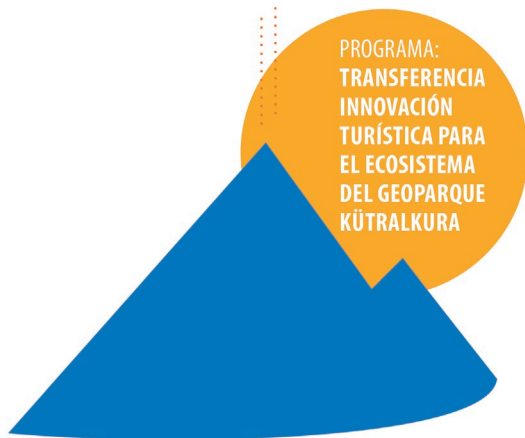 PROGRAMA:
TRANSFERENCIA
INNOVACIÓN
TURÍSTICA PARA
EL ECOSISTEMA
DEL GEOPARQUE
KÜTRALKURA